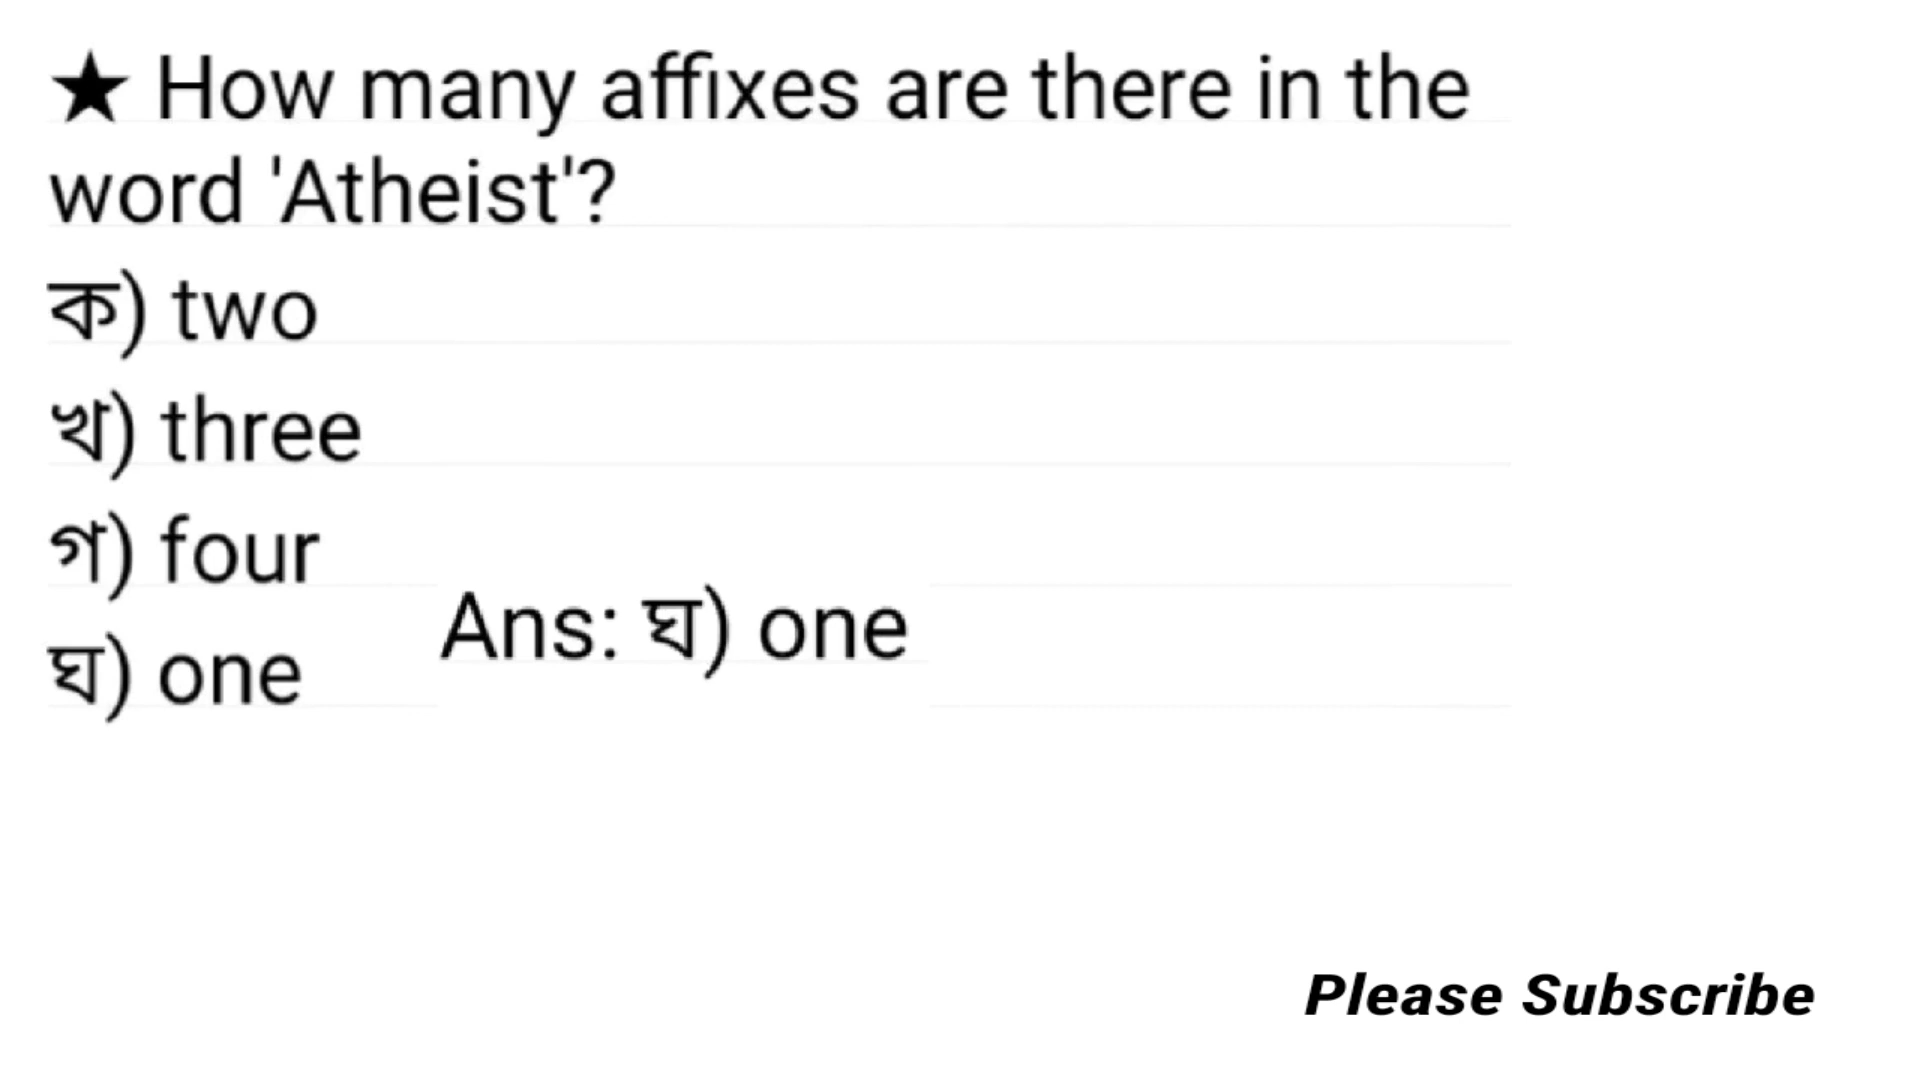 ★ How many affixes are there in the
word 'Atheist'?
ক) two
খ) three
গ) four
ঘ) one
Ans: ঘ) one
Please Subscribe